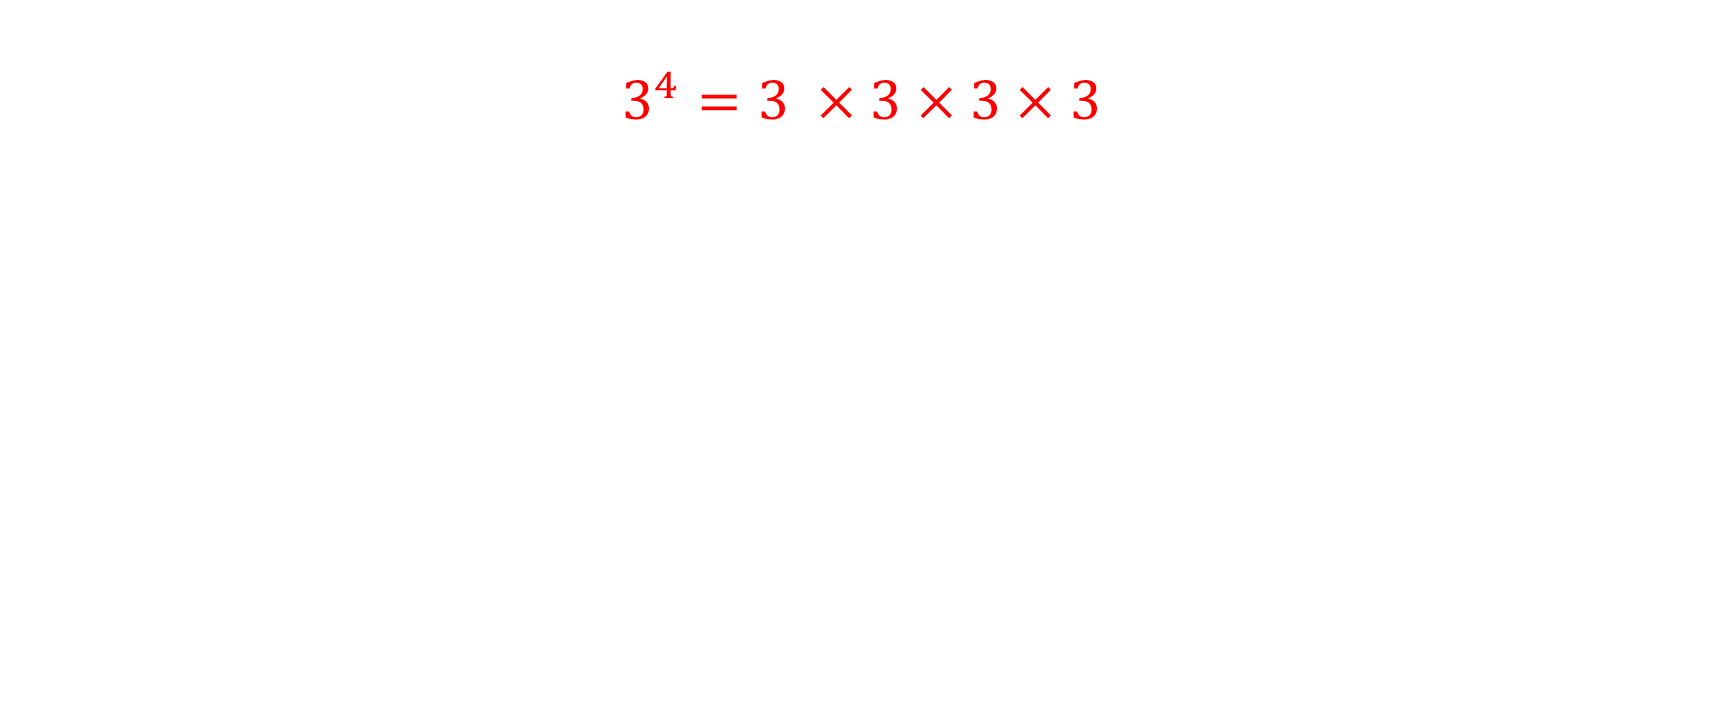 3⁴ = 3 × 3 × 3 × 3